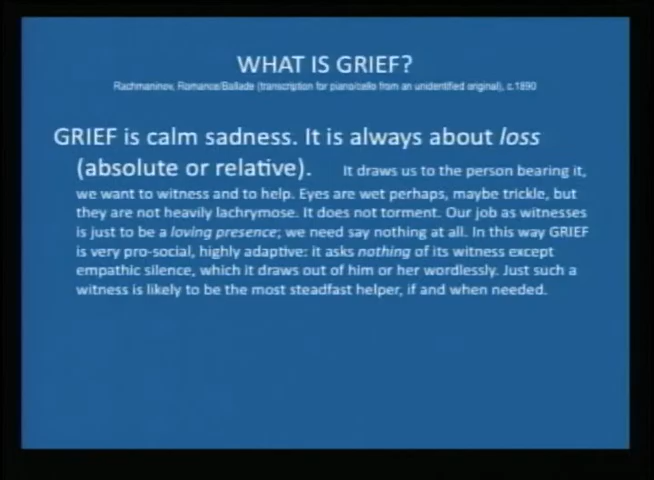 WHAT IS GRIEF?
Rachmaninov, Romance/Ballade (transcription for piano/cello from an unidentified original), c.1890
GRIEF is calm sadness. It is always about loss
(absolute or relative). It draws us to the person bearing it,
we want to witness and to help. Eyes are wet perhaps, maybe trickle, but
they are not heavily lachrymose. It does not torment. Our job as witnesses
is just to be a loving presence; we need say nothing at all. In this way GRIEF
is very pro-social, highly adaptive: it asks nothing of its witness except
empathic silence, which it draws out of him or her wordlessly. Just such a
witness is likely to be the most steadfast helper, if and when needed.